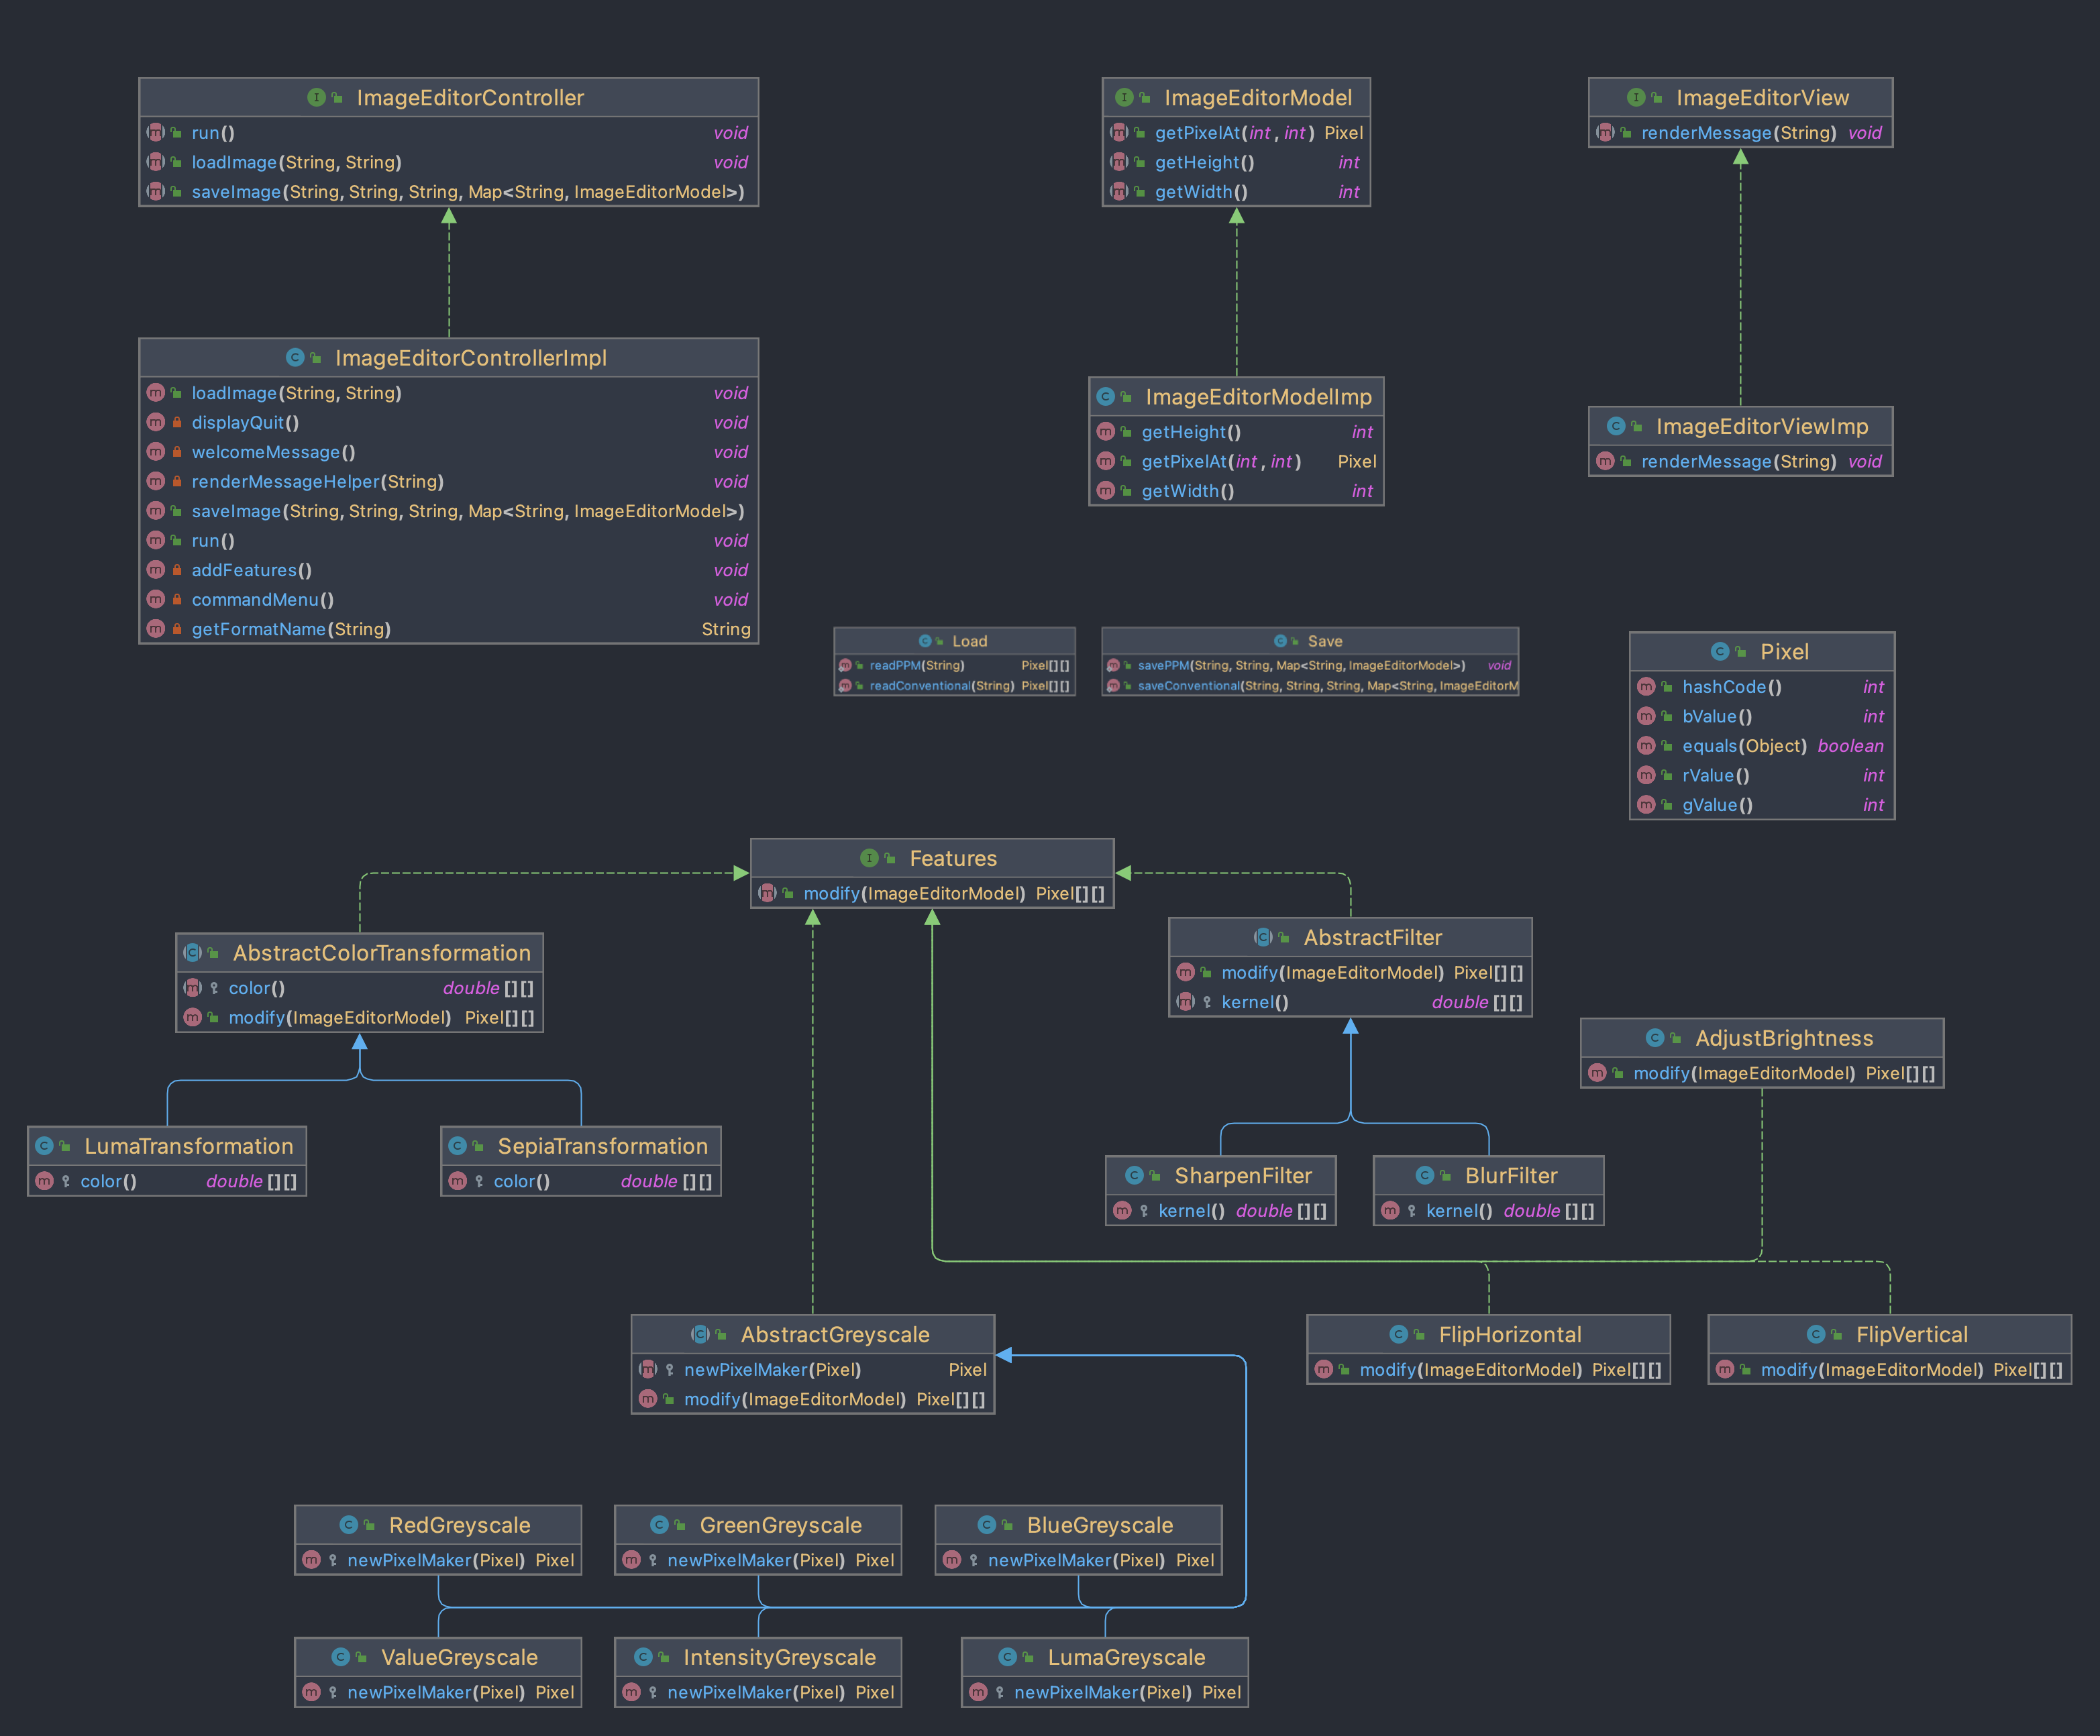 ImageEditorController
run() void
loadImage(String, String) void
saveImage(String, String, String, Map<String, ImageEditorModel>)
ImageEditorModel
getPixelAt(int, int) Pixel
getHeight() int
getWidth() int
ImageEditorView
renderMessage(String) void
ImageEditorControllerImpl
loadImage(String, String) void
displayQuit() void
welcomeMessage() void
renderMessageHelper(String) void
saveImage(String, String, String, Map<String, ImageEditorModel>)
run() void
addFeatures() void
commandMenu() void
getFormatName(String) String
ImageEditorModelImp
getHeight() int
getPixelAt(int, int) Pixel
getWidth() int
ImageEditorViewImp
renderMessage(String) void
Load
readPPM(String) Pixel[][]
readConventional(String) Pixel[][]
Save
savePPM(String, String, Map<String, ImageEditorModel>) void
saveConventional(String, String, String, Map<String, ImageEditorM
Pixel
hashCode() int
bValue() int
equals(Object) boolean
rValue() int
gValue() int
Features
modify(ImageEditorModel) Pixel[][]
AbstractColorTransformation
color() double[][]
modify(ImageEditorModel) Pixel[][]
AbstractFilter
modify(ImageEditorModel) Pixel[][]
kernel() double[][]
AdjustBrightness
modify(ImageEditorModel) Pixel[][]
LumaTransformation
color() double[][]
SepiaTransformation
color() double[][]
SharpenFilter
kernel() double[][]
BlurFilter
kernel() double[][]
AbstractGreyscale
newPixelMaker(Pixel) Pixel
modify(ImageEditorModel) Pixel[][]
FlipHorizontal
modify(ImageEditorModel) Pixel[][]
FlipVertical
modify(ImageEditorModel) Pixel[][]
RedGreyscale
newPixelMaker(Pixel) Pixel
GreenGreyscale
newPixelMaker(Pixel) Pixel
BlueGreyscale
newPixelMaker(Pixel) Pixel
ValueGreyscale
newPixelMaker(Pixel) Pixel
IntensityGreyscale
newPixelMaker(Pixel) Pixel
LumaGreyscale
newPixelMaker(Pixel) Pixel